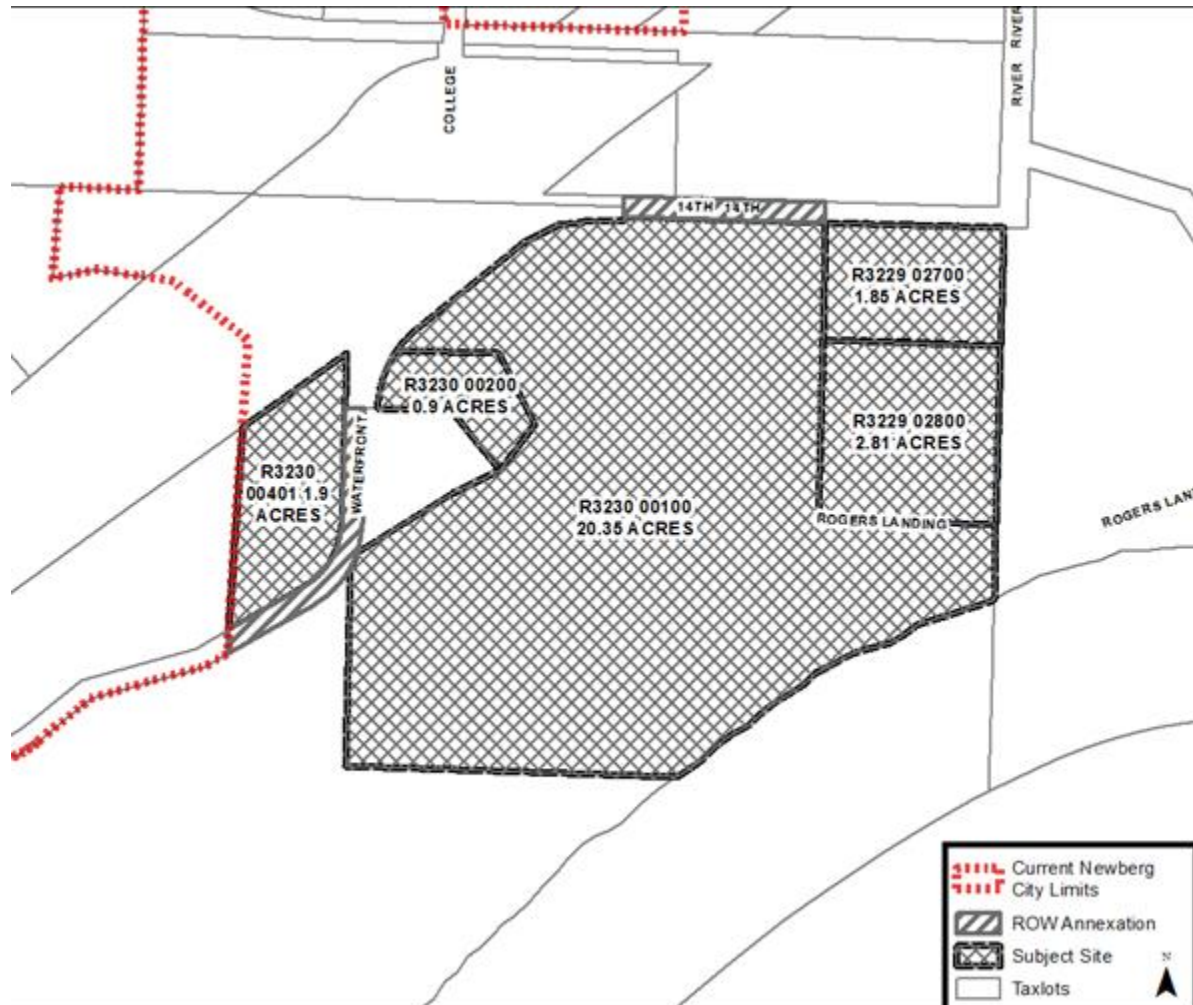 RIVER RIVER
COLLEGE
14TH 14TH
R3229 02700
1.85 ACRES
R3230 00200
0.9 ACRES
R3229 02800
2.81 ACRES
WATERFRONT
R3230
00401 1.9
ACRES
R3230 00100
20.35 ACRES
ROGERS LANDING
ROGERS LAN
Current Newberg
City Limits
ROW Annexation
Subject Site
N
Taxlots